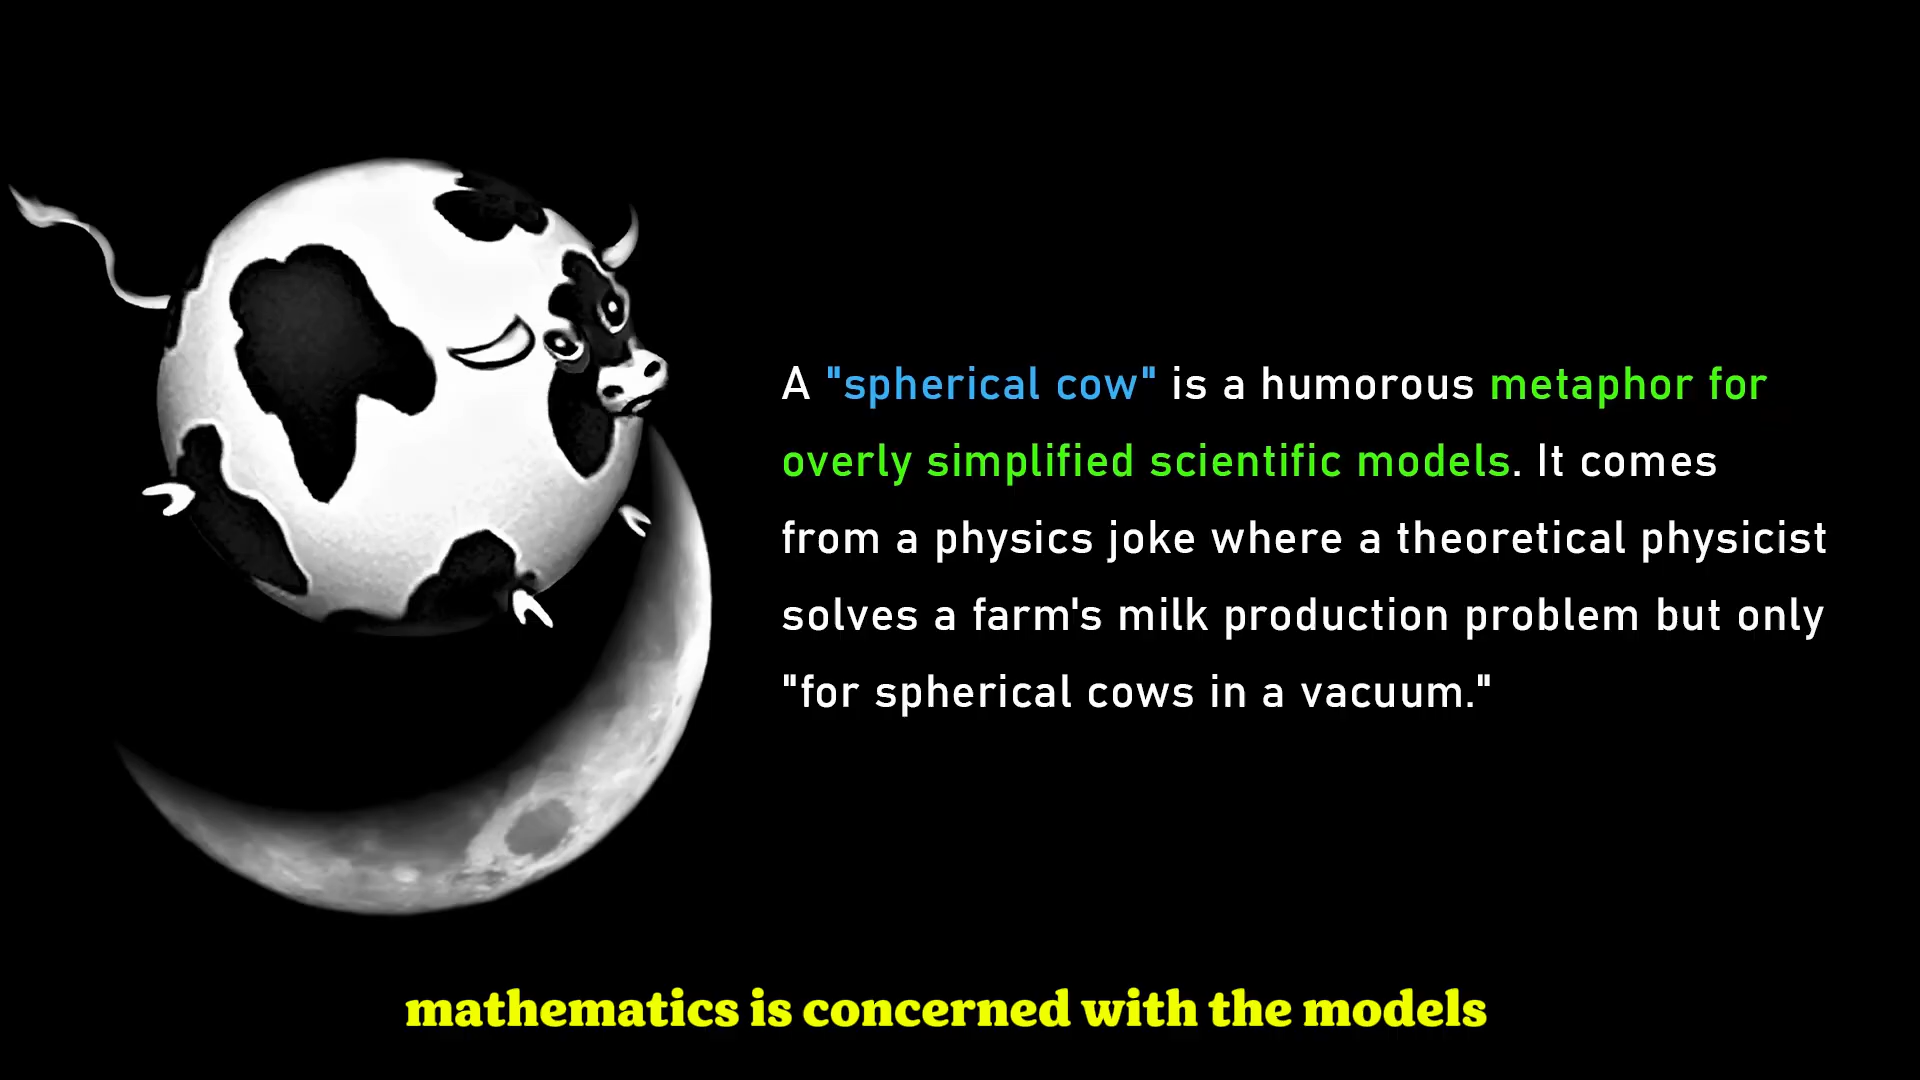 A "spherical cow" is a humorous metaphor for
overly simplified scientific models. It comes
from a physics joke where a theoretical physicist
solves a farm's milk production problem but only
"for spherical cows in a vacuum."
mathematics is concerned with the models